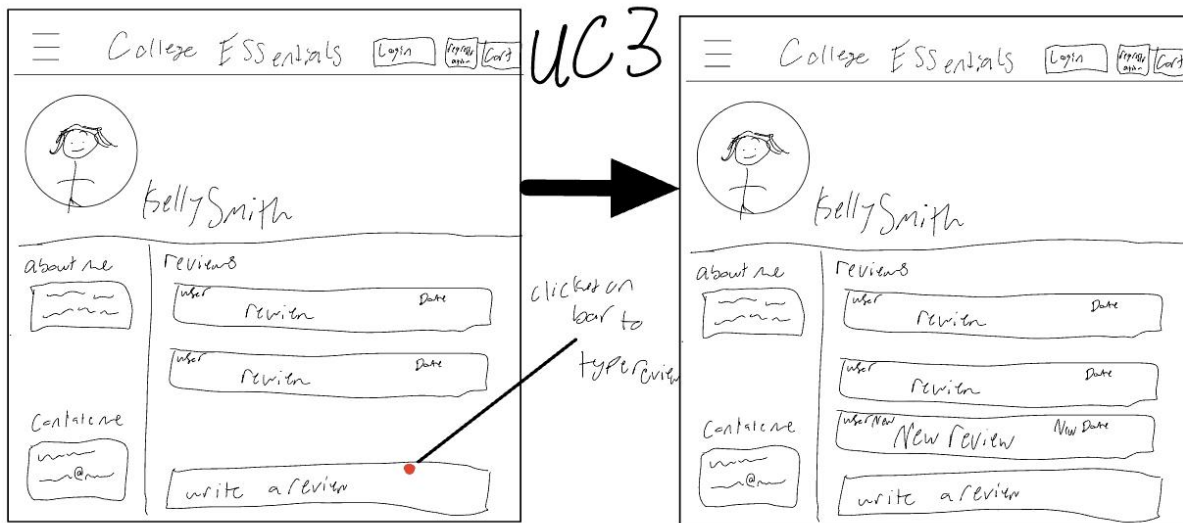 UC3
College ESSentials Login registration Cart
Kelly Smith
about me
reviews
user Date
review
user Date
review
Contact me
@
write a review
clicked on
bar to
type review
College ESSentials Login registration Cart
Kelly Smith
about me
reviews
user Date
review
user Date
review
user New New Date
New review
Contact me
@
write a review